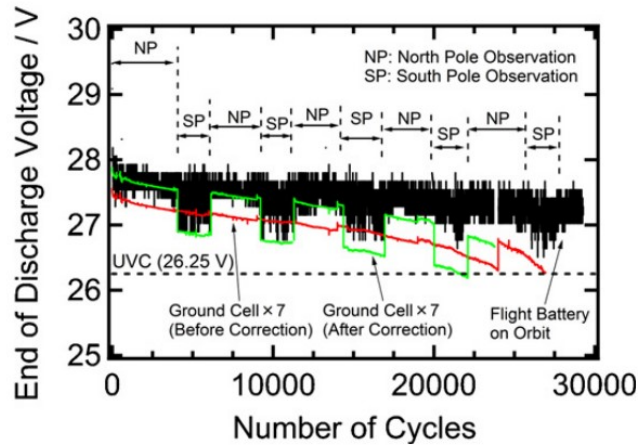 End of Discharge Voltage / V
30
29
28
27
26
25
NP: North Pole Observation
SP: South Pole Observation
NP
SP
NP
SP
NP
SP
NP
SP
NP
SP
UVC (26.25 V)
Ground Cell×7
(Before Correction)
Ground Cell×7
(After Correction)
Flight Battery
on Orbit
0
10000
20000
30000
Number of Cycles